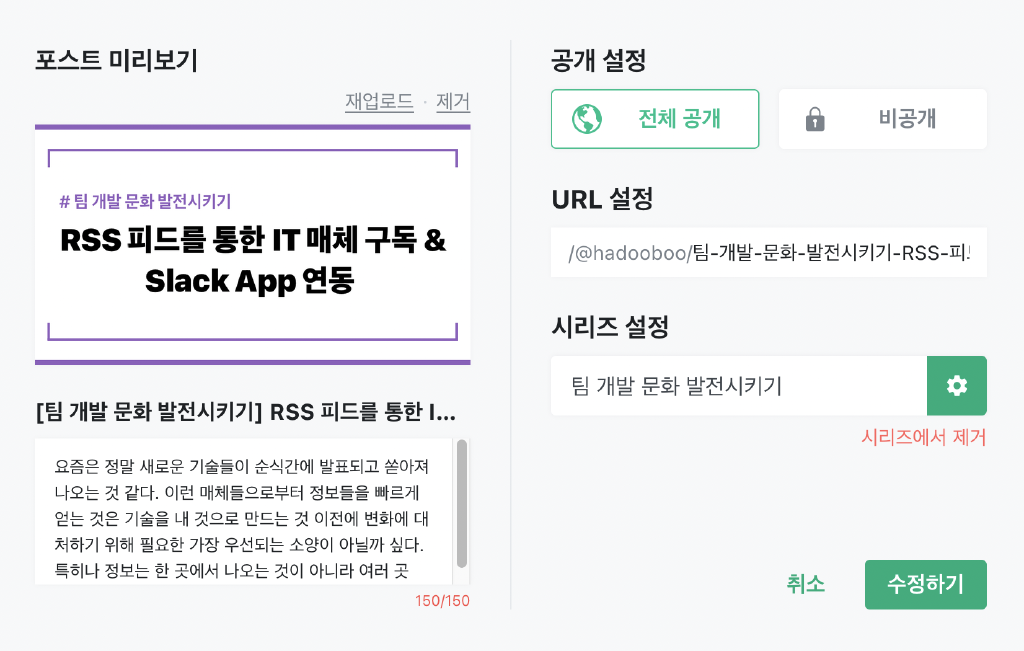 포스트 미리보기
재업로드 · 제거
# 팀 개발 문화 발전시키기
RSS 피드를 통한 IT 매체 구독 &
Slack App 연동
[팀 개발 문화 발전시키기] RSS 피드를 통한 I...
요즘은 정말 새로운 기술들이 순식간에 발표되고 쏟아져
나오는 것 같다. 이런 매체들으로부터 정보들을 빠르게
얻는 것은 기술을 내 것으로 만드는 것 이전에 변화에 대
처하기 위해 필요한 가장 우선되는 소양이 아닐까 싶다.
특히나 정보는 한 곳에서 나오는 것이 아니라 여러 곳
150/150
공개 설정
전체 공개
비공개
URL 설정
/@hadooboo/팀-개발-문화-발전시키기-RSS-피
시리즈 설정
팀 개발 문화 발전시키기
시리즈에서 제거
취소
수정하기